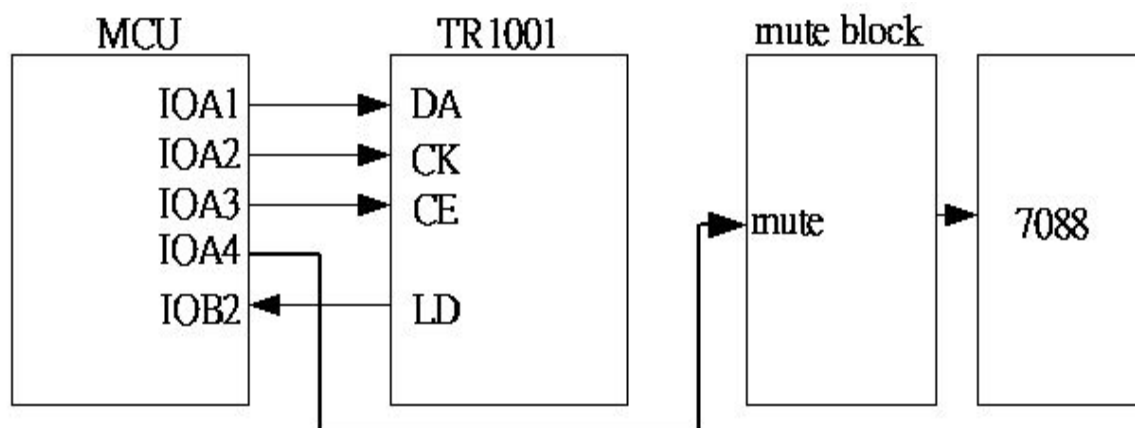 MCU
TR1001
mute block
IOA1
DA
IOA2
CK
IOA3
CE
IOA4
mute
7088
IOB2
LD